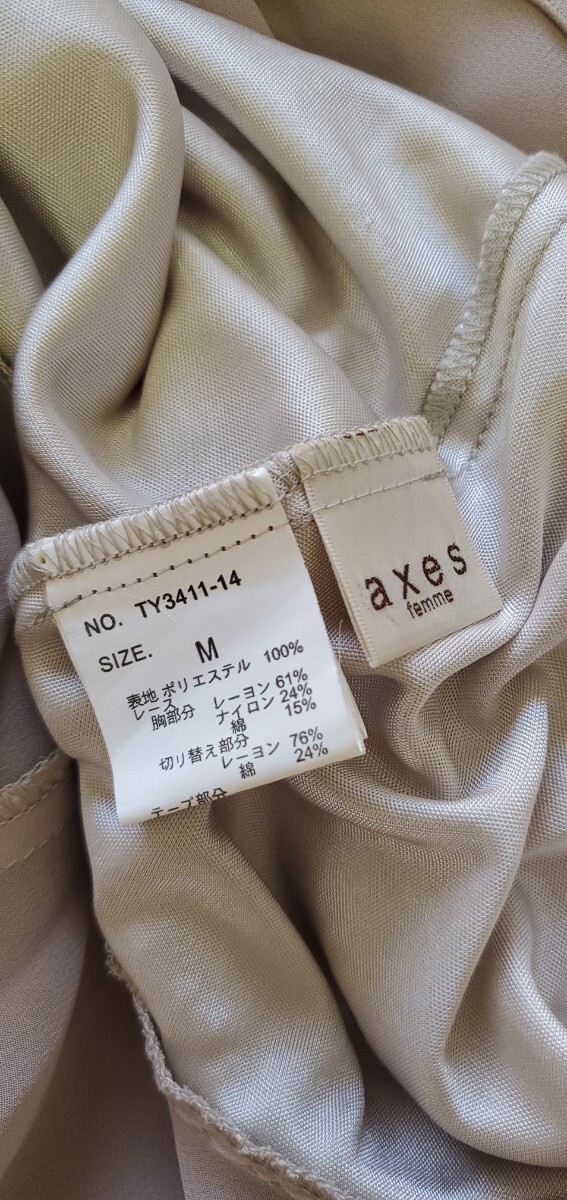 NO. TY3411-14
SIZE. M
表地 ポリエステル 100%
レース
胸部分 レーヨン 61%
ナイロン 24%
綿 15%
切り替え部分
レーヨン 76%
綿 24%
テープ部分
axes
femme